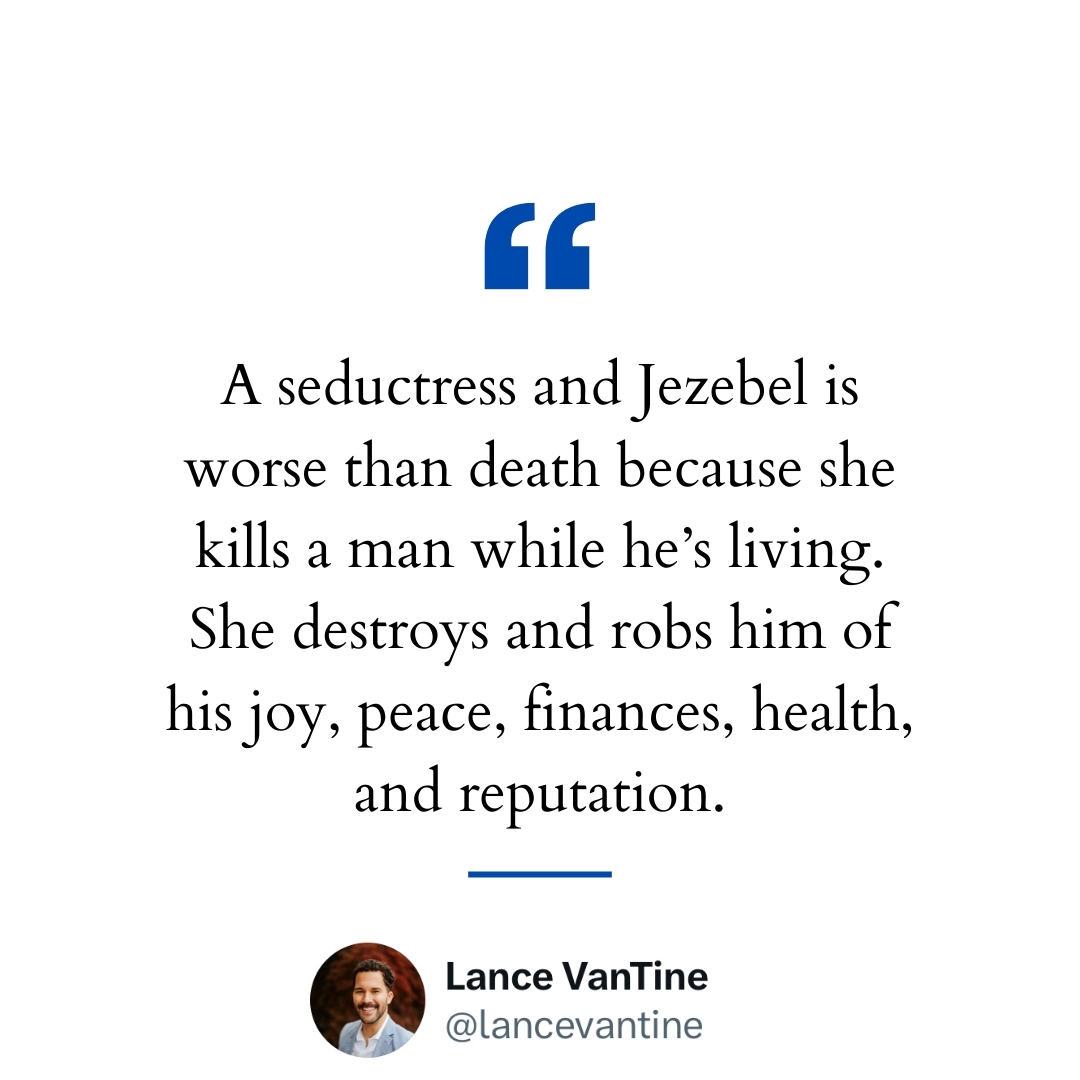 “
A seductress and Jezebel is
worse than death because she
kills a man while he’s living.
She destroys and robs him of
his joy, peace, finances, health,
and reputation.
Lance VanTine
@lancevantine